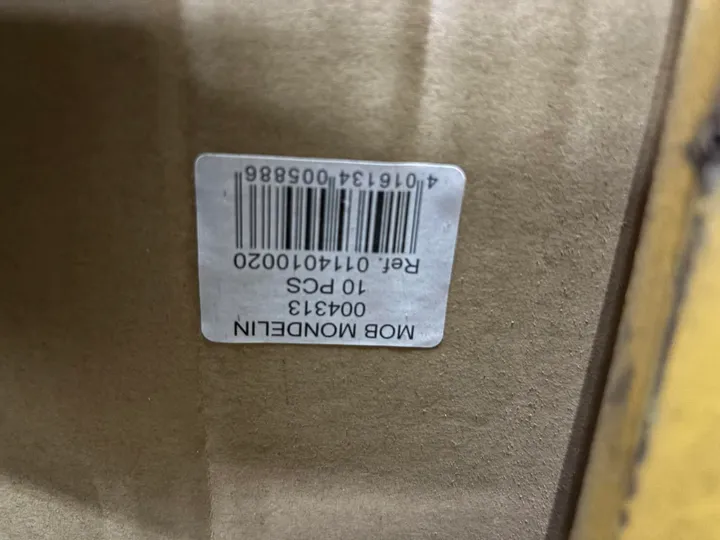 MOB MONDELIN
004313
10 PCS
Ref. 0114010020
4 016134 005886